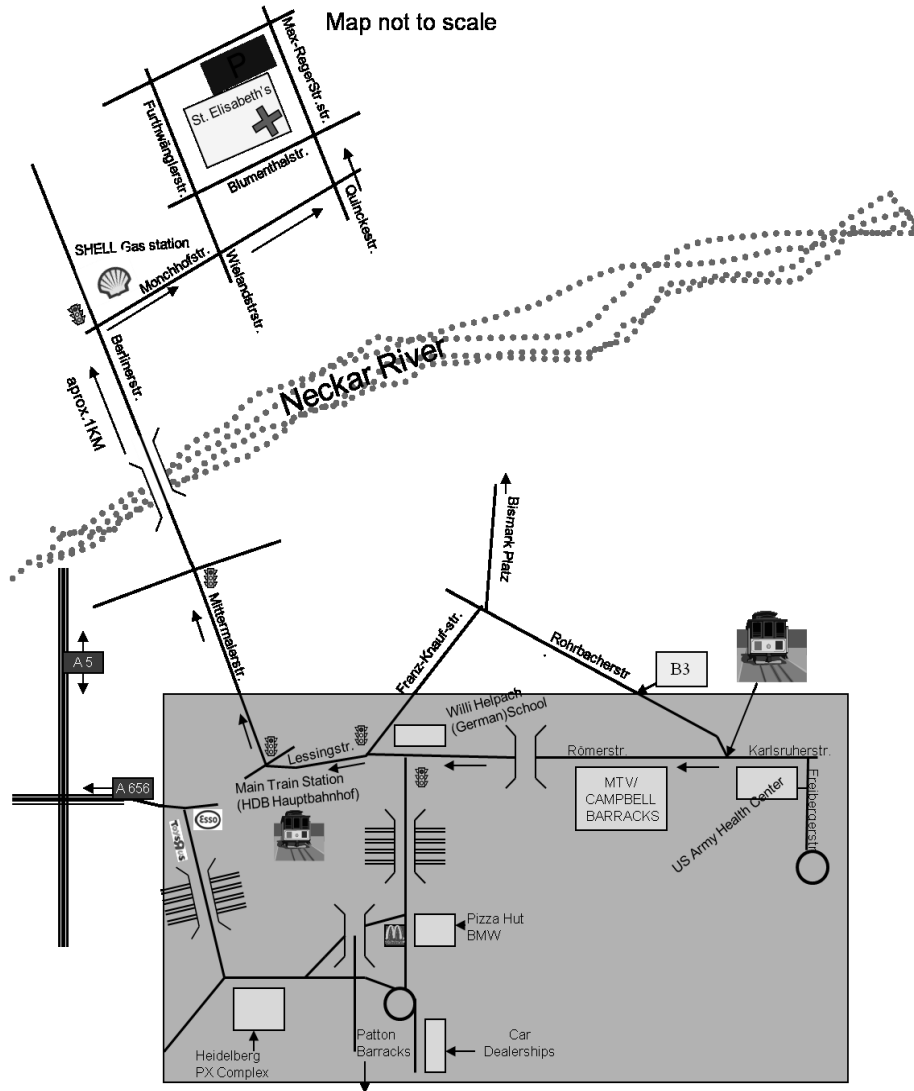 Map not to scale
Max-RegerStr.str.
P
St. Elisabeth's
Furthwänglerstr.
Blumenthalstr.
Quinckestr.
SHELL Gas station
Monchhofstr.
Wielandstrstr.
Berlinerstr.
aprox.1KM
Neckar River
Bismark Platz
Mittermaierstr.
Franz-Knauf-str.
Rohrbacherstr
B3
A 5
Willi Helpach
(German)School
Lessingstr.
Römerstr.
Karlsruherstr.
Main Train Station
(HDB Hauptbahnhof)
MTV/
CAMPBELL
BARRACKS
US Army Health Center
Freibergerstr
A 656
Esso
ToysRus
Pizza Hut
BMW
Patton
Barracks
Car
Dealerships
Heidelberg
PX Complex